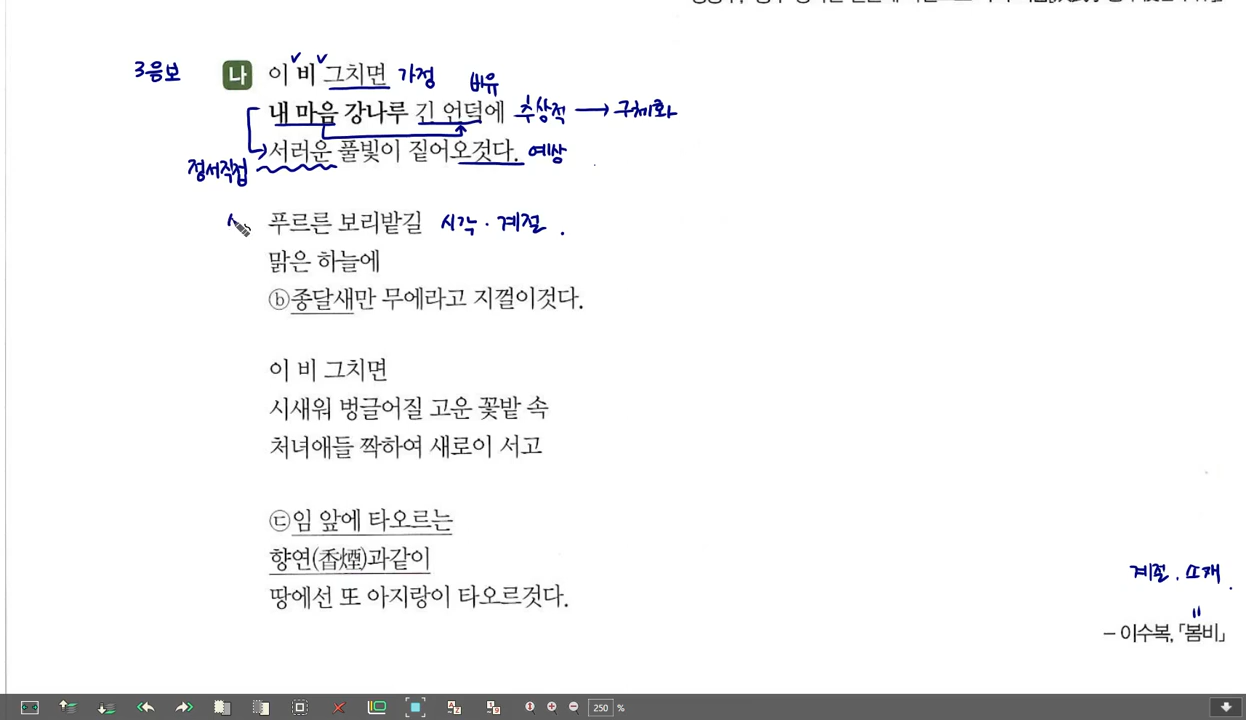 3음보 나 이 비 그치면 가정
비유
내 마음 강나루 긴 언덕에 추상적 → 구체화
서러운 풀빛이 짙어오것다. 예상
정서직접
푸르른 보리밭길 시각 · 계절.
맑은 하늘에
ⓑ종달새만 무에라고 지껄이것다.
이 비 그치면
시새워 벙글어질 고운 꽃밭 속
처녀애들 짝하여 새로이 서고
㉢임 앞에 타오르는
향연(香煙)과같이
땅에선 또 아지랑이 타오르것다.
계절. 소재.
– 이수복, 「봄비」
250 %